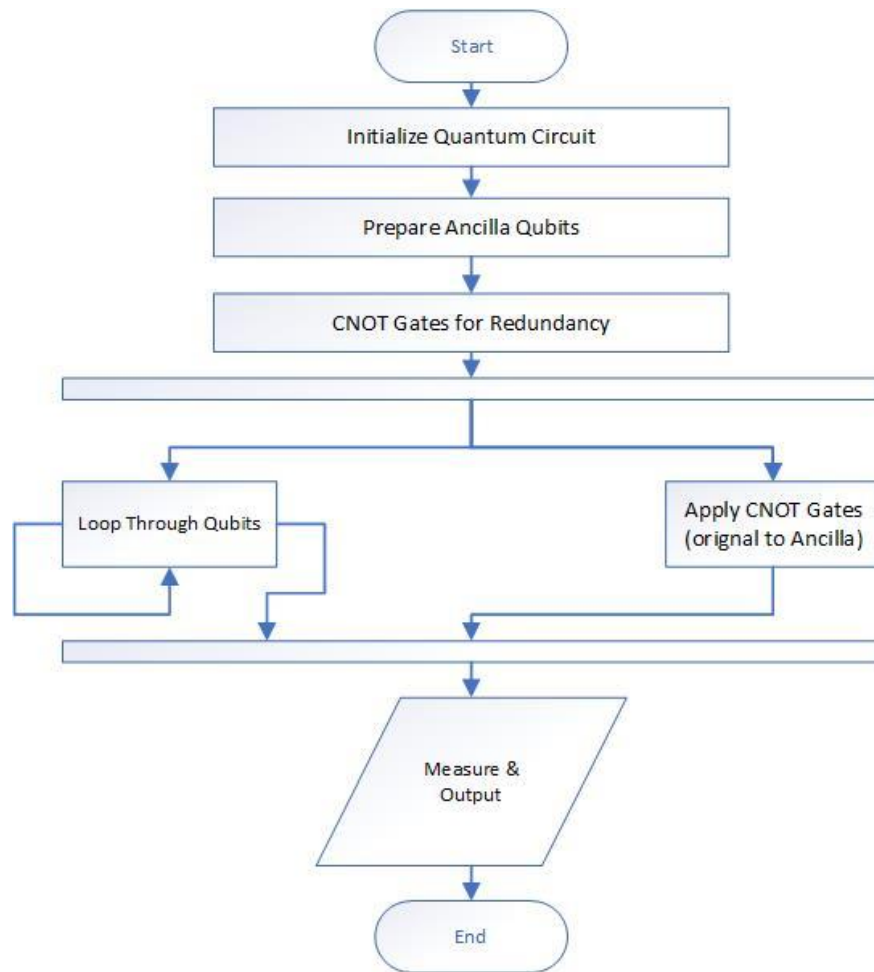 Start
Initialize Quantum Circuit
Prepare Ancilla Qubits
CNOT Gates for Redundancy
Loop Through Qubits
Apply CNOT Gates
(orignal to Ancilla)
Measure &
Output
End